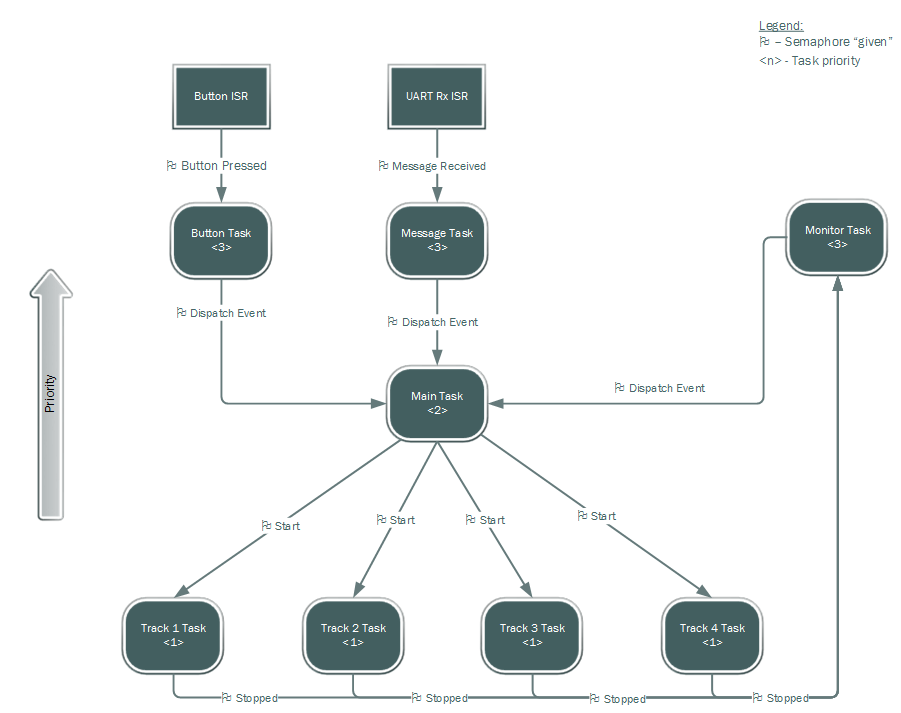 Legend:
– Semaphore “given”
<n> - Task priority
Button ISR
UART Rx ISR
Button Pressed
Message Received
Button Task
<3>
Message Task
<3>
Monitor Task
<3>
Dispatch Event
Dispatch Event
Priority
Main Task
<2>
Dispatch Event
Start
Start
Start
Start
Track 1 Task
<1>
Track 2 Task
<1>
Track 3 Task
<1>
Track 4 Task
<1>
Stopped
Stopped
Stopped
Stopped